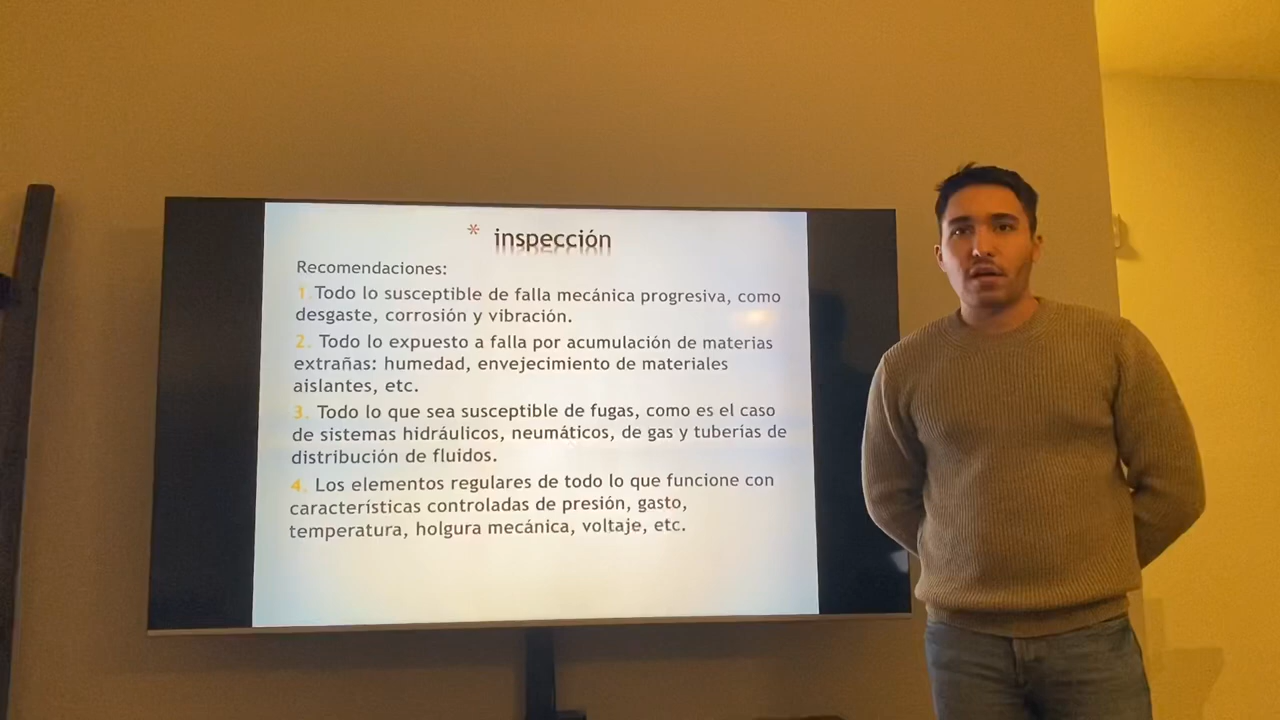 * inspección
Recomendaciones:
1. Todo lo susceptible de falla mecánica progresiva, como
desgaste, corrosión y vibración.
2. Todo lo expuesto a falla por acumulación de materias
extrañas: humedad, envejecimiento de materiales
aislantes, etc.
3. Todo lo que sea susceptible de fugas, como es el caso
de sistemas hidráulicos, neumáticos, de gas y tuberías de
distribución de fluidos.
4. Los elementos regulares de todo lo que funcione con
características controladas de presión, gasto,
temperatura, holgura mecánica, voltaje, etc.